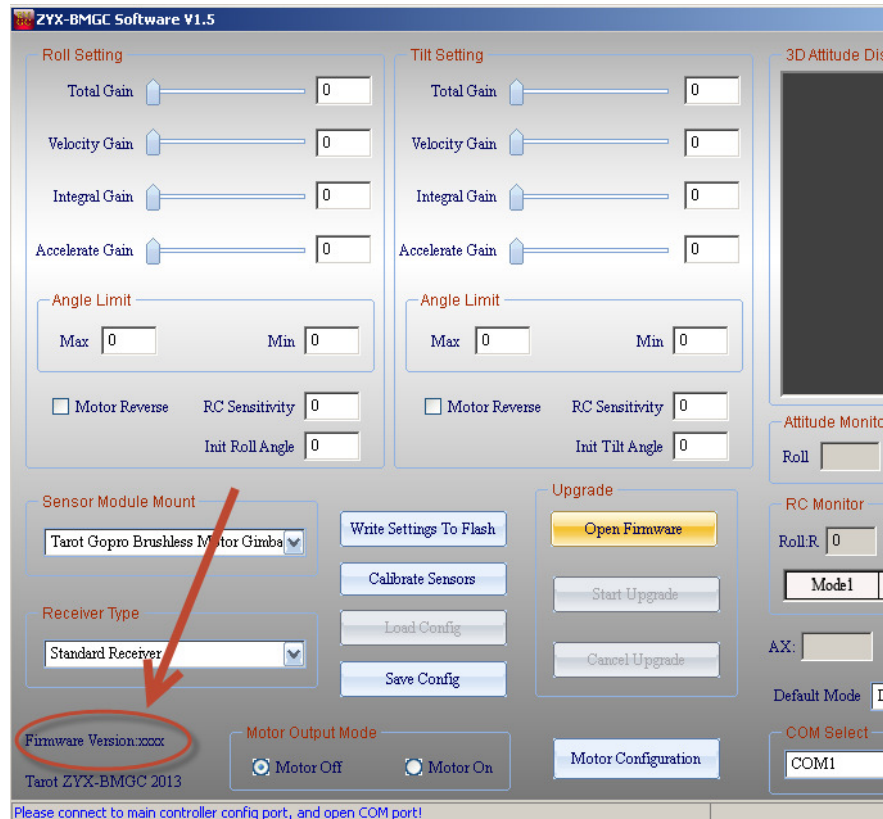 ZYX-BMGC Software V1.5
Roll Setting
Total Gain 0
Velocity Gain 0
Integral Gain 0
Accelerate Gain 0
Angle Limit
Max 0 Min 0
Motor Reverse RC Sensitivity 0
Init Roll Angle 0
Tilt Setting
Total Gain 0
Velocity Gain 0
Integral Gain 0
Accelerate Gain 0
Angle Limit
Max 0 Min 0
Motor Reverse RC Sensitivity 0
Init Tilt Angle 0
3D Attitude Dis
Attitude Monito
Roll
RC Monitor
Roll:R 0
Mode1
AX:
Default Mode D
COM Select
COM1
Sensor Module Mount
Tarot Gopro Brushless Motor Gimba
Receiver Type
Standard Receiver
Write Settings To Flash
Calibrate Sensors
Load Config
Save Config
Upgrade
Open Firmware
Start Upgrade
Cancel Upgrade
Firmware Version:xxxx
Tarot ZYX-BMGC 2013
Motor Output Mode
Motor Off Motor On
Motor Configuration
Please connect to main controller config port, and open COM port!